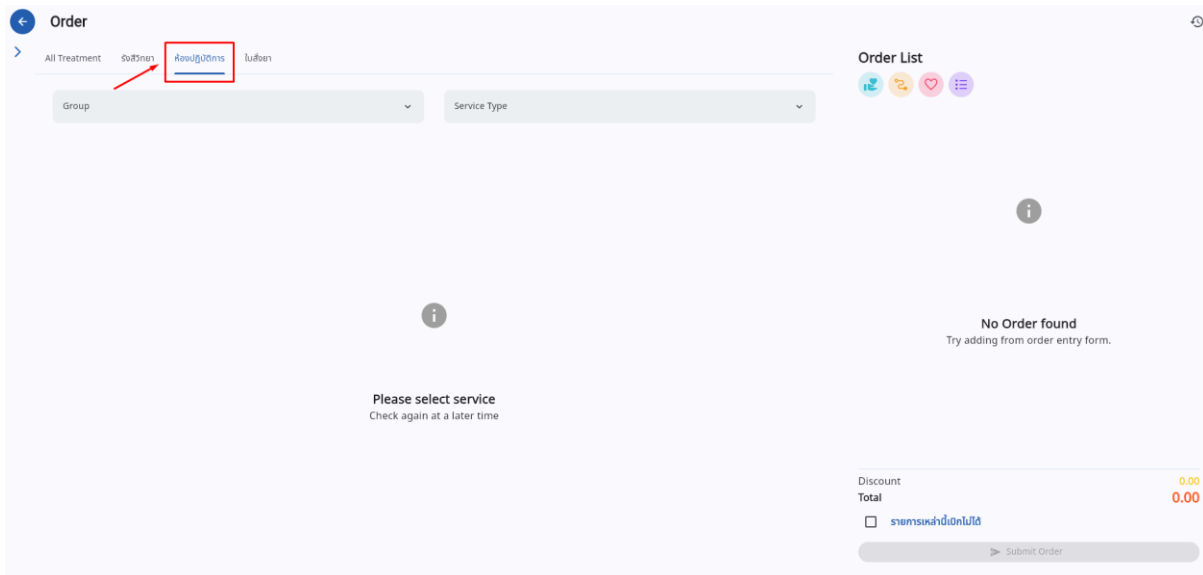 Order
All Treatment รังสีวิทยา ห้องปฏิบัติการ ใบสั่งยา
Group
Service Type
Please select service
Check again at a later time
Order List
No Order found
Try adding from order entry form.
Discount 0.00
Total 0.00
รายการเหล่านี้เบิกไม่ได้
Submit Order